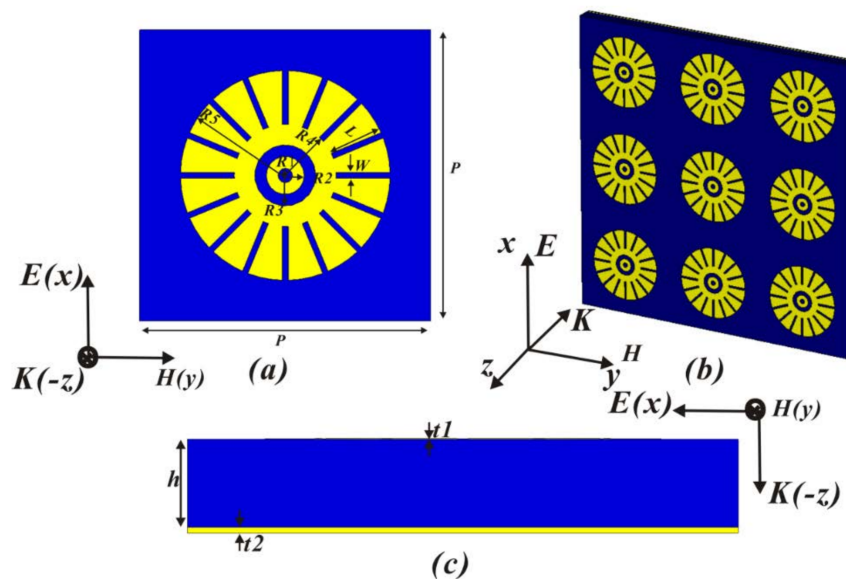 R5
L
R4
W
R1
R2
R3
P
P
E(x)
K(-z)
H(y)
(a)
x
E
K
z
y
H
(b)
E(x)
H(y)
K(-z)
t1
h
t2
(c)